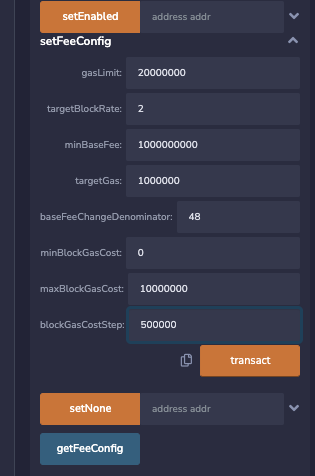 setEnabled address addr
setFeeConfig
gasLimit: 20000000
targetBlockRate: 2
minBaseFee: 1000000000
targetGas: 1000000
baseFeeChangeDenominator: 48
minBlockGasCost: 0
maxBlockGasCost: 10000000
blockGasCostStep: 500000
transact
setNone address addr
getFeeConfig